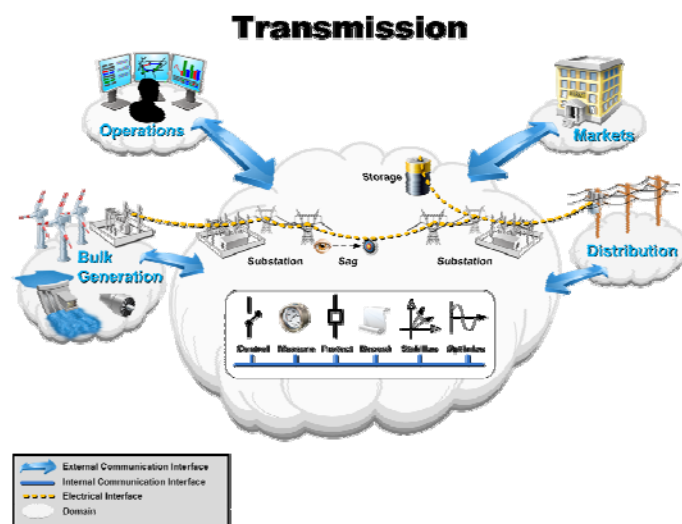 Transmission
Operations
Markets
Storage
Bulk
Generation
Substation
Sag
Substation
Distribution
Control Measure Protect Record Stabilize Optimize
External Communication Interface
Internal Communication Interface
Electrical Interface
Domain